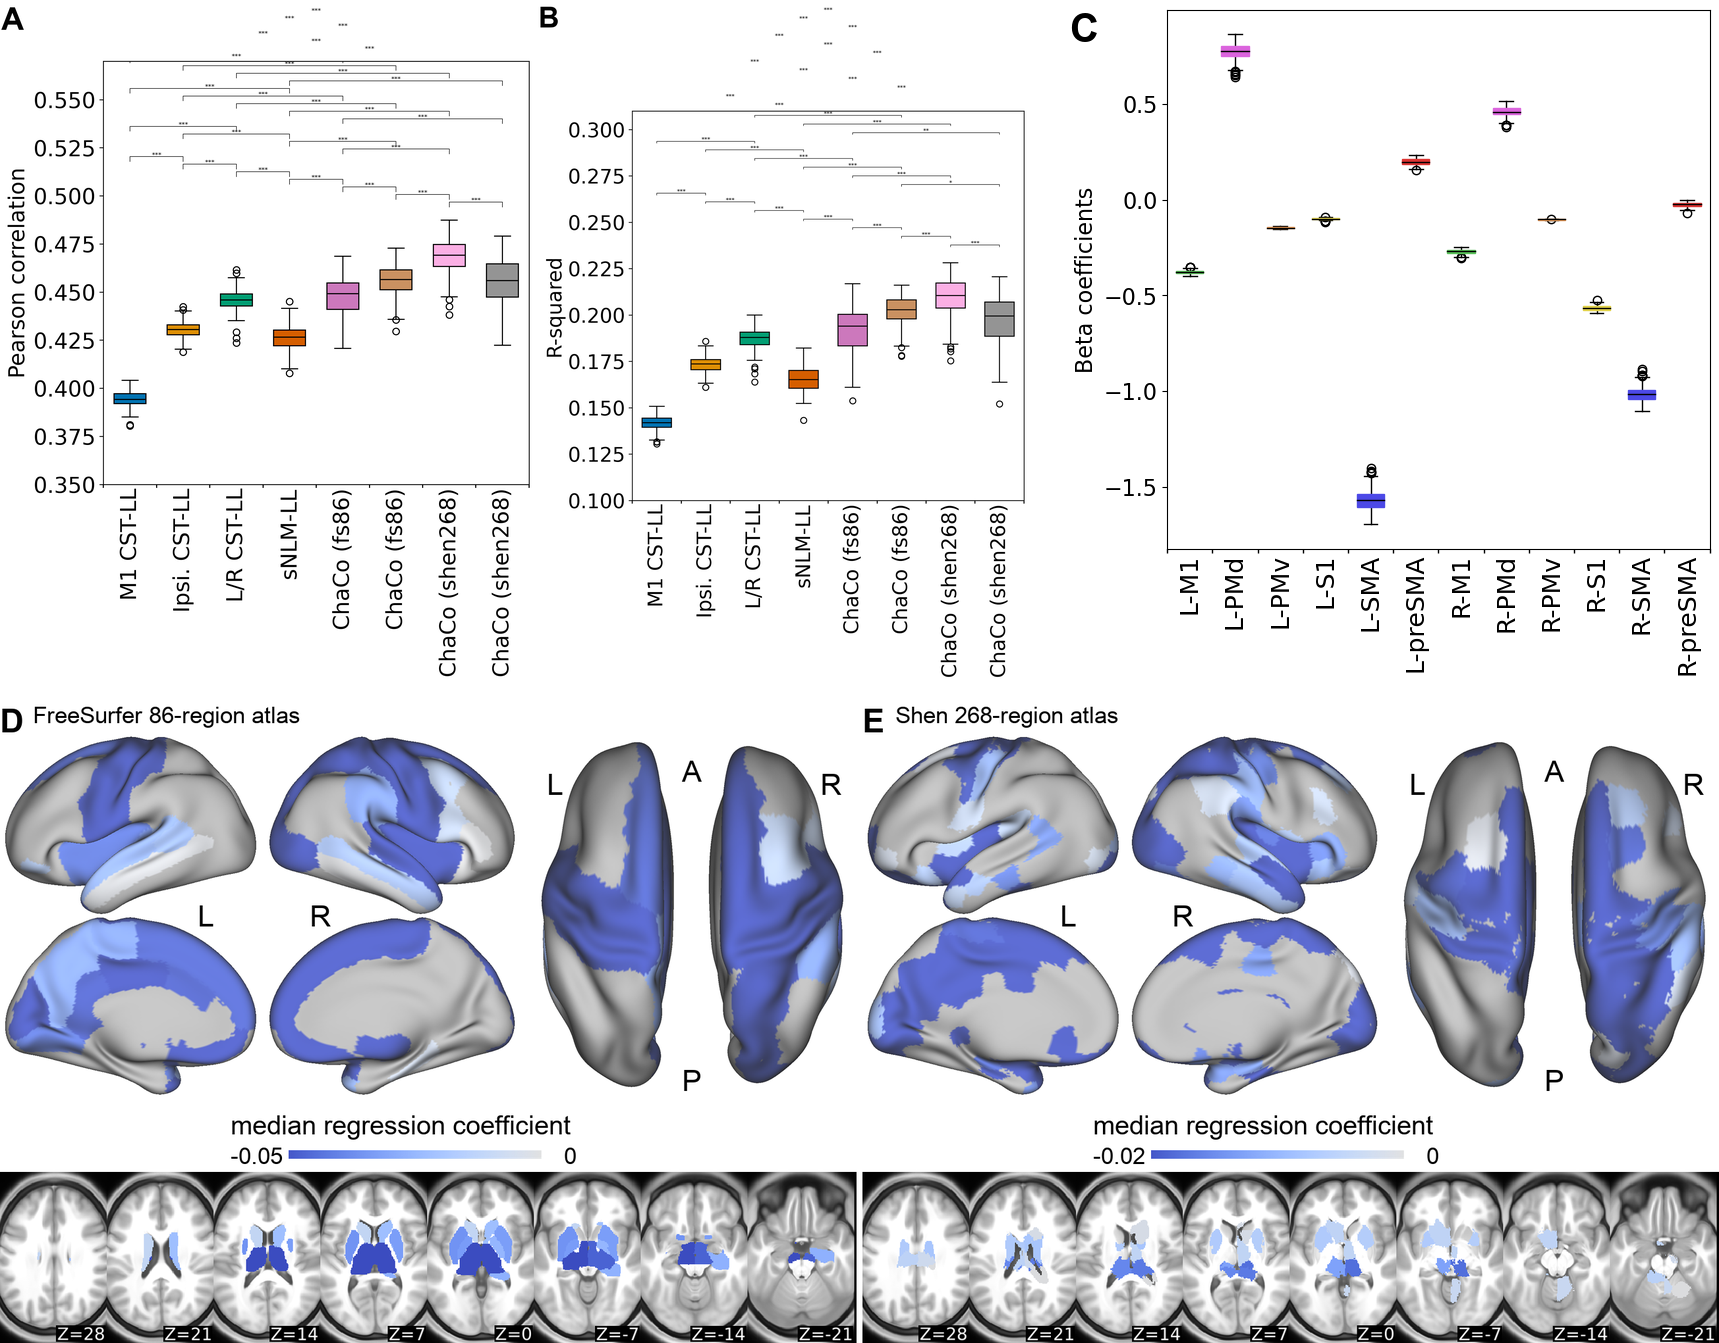 A
B
C
Pearson correlation
0.550
0.525
0.500
0.475
0.450
0.425
0.400
0.375
0.350
M1 CST-LL
Ipsi. CST-LL
L/R CST-LL
sNLM-LL
ChaCo (fs86)
ChaCo (fs86)
ChaCo (shen268)
ChaCo (shen268)
R-squared
0.300
0.275
0.250
0.225
0.200
0.175
0.150
0.125
0.100
M1 CST-LL
Ipsi. CST-LL
L/R CST-LL
sNLM-LL
ChaCo (fs86)
ChaCo (fs86)
ChaCo (shen268)
ChaCo (shen268)
Beta coefficients
0.5
0.0
−0.5
−1.0
−1.5
L-M1
L-PMd
L-PMv
L-S1
L-SMA
L-preSMA
R-M1
R-PMd
R-PMv
R-S1
R-SMA
R-preSMA
D FreeSurfer 86-region atlas
L A R
L R
P
median regression coefficient
-0.05 0
Z=28 Z=21 Z=14 Z=7 Z=0 Z=-7 Z=-14 Z=-21
E Shen 268-region atlas
L A R
L R
P
median regression coefficient
-0.02 0
Z=28 Z=21 Z=14 Z=7 Z=0 Z=-7 Z=-14 Z=-21